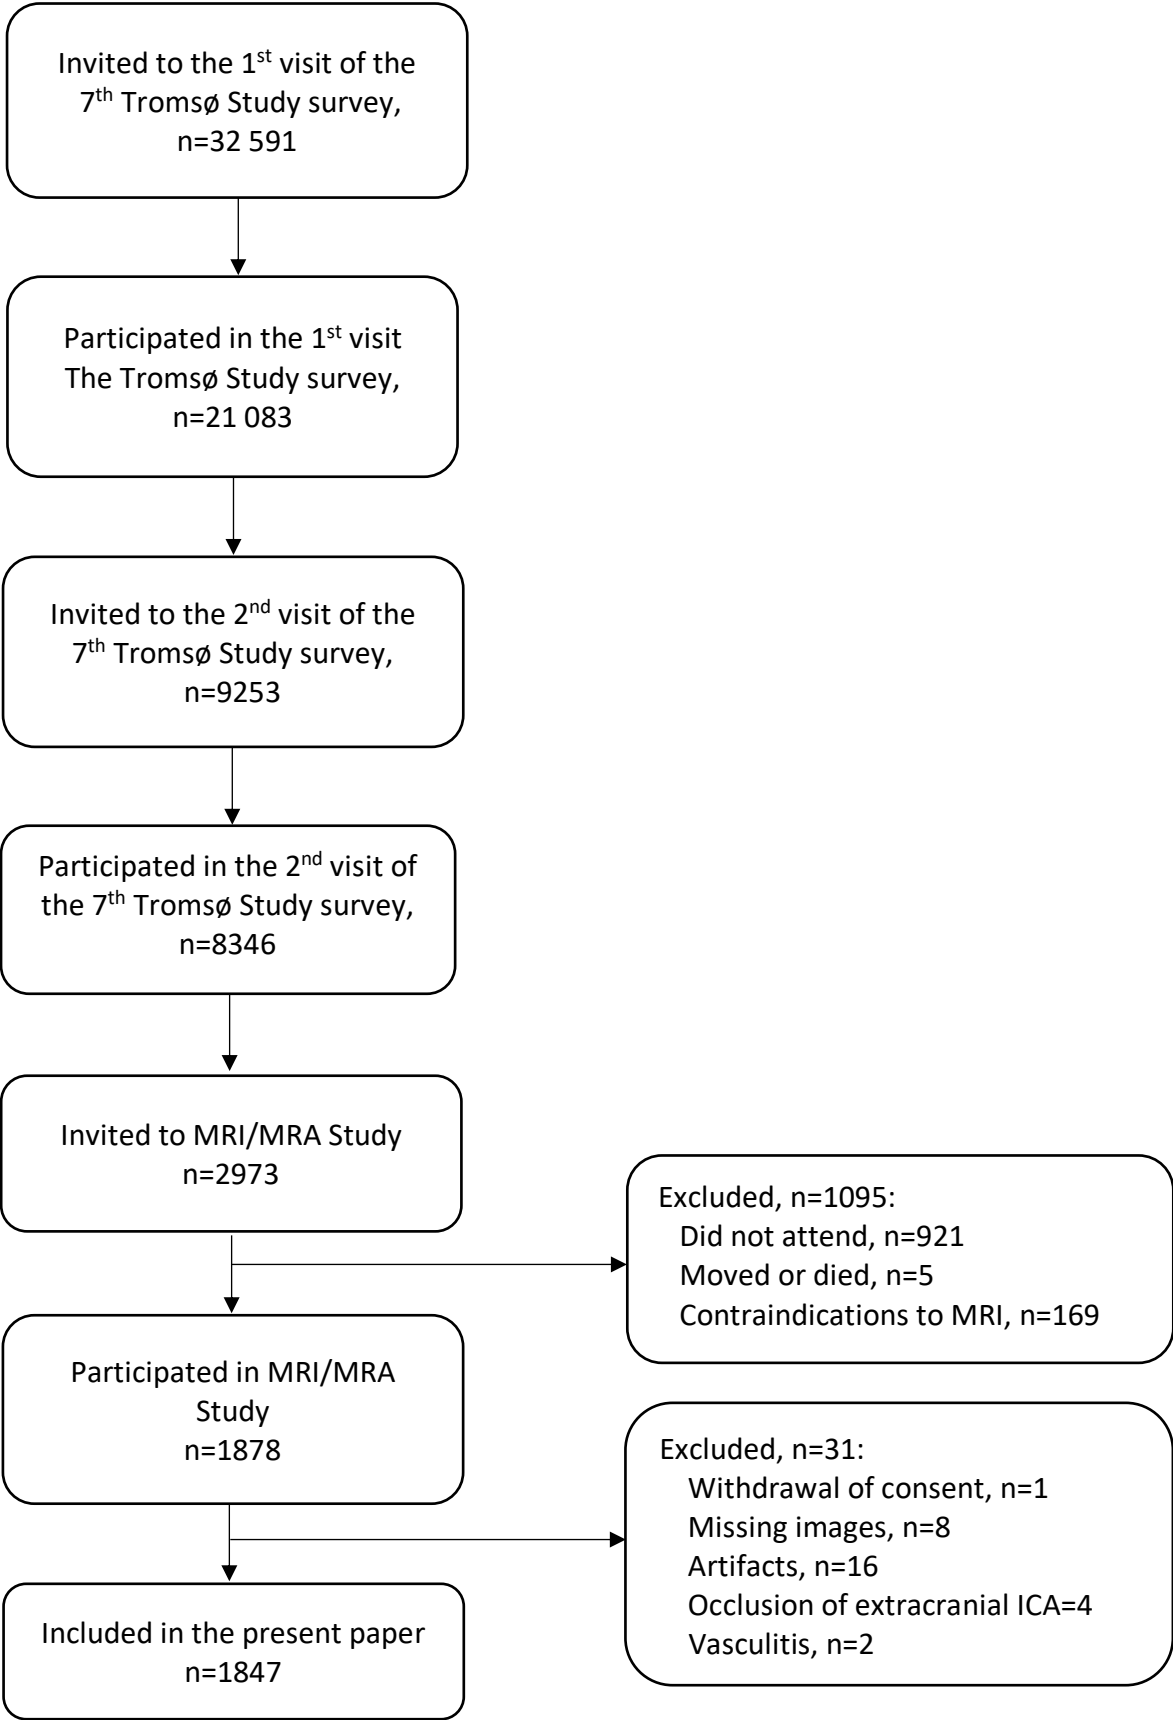 Invited to the 1st visit of the
7th Tromsø Study survey,
n=32 591
Participated in the 1st visit
The Tromsø Study survey,
n=21 083
Invited to the 2nd visit of the
7th Tromsø Study survey,
n=9253
Participated in the 2nd visit of
the 7th Tromsø Study survey,
n=8346
Invited to MRI/MRA Study
n=2973
Excluded, n=1095:
Did not attend, n=921
Moved or died, n=5
Contraindications to MRI, n=169
Participated in MRI/MRA
Study
n=1878
Excluded, n=31:
Withdrawal of consent, n=1
Missing images, n=8
Artifacts, n=16
Occlusion of extracranial ICA=4
Vasculitis, n=2
Included in the present paper
n=1847